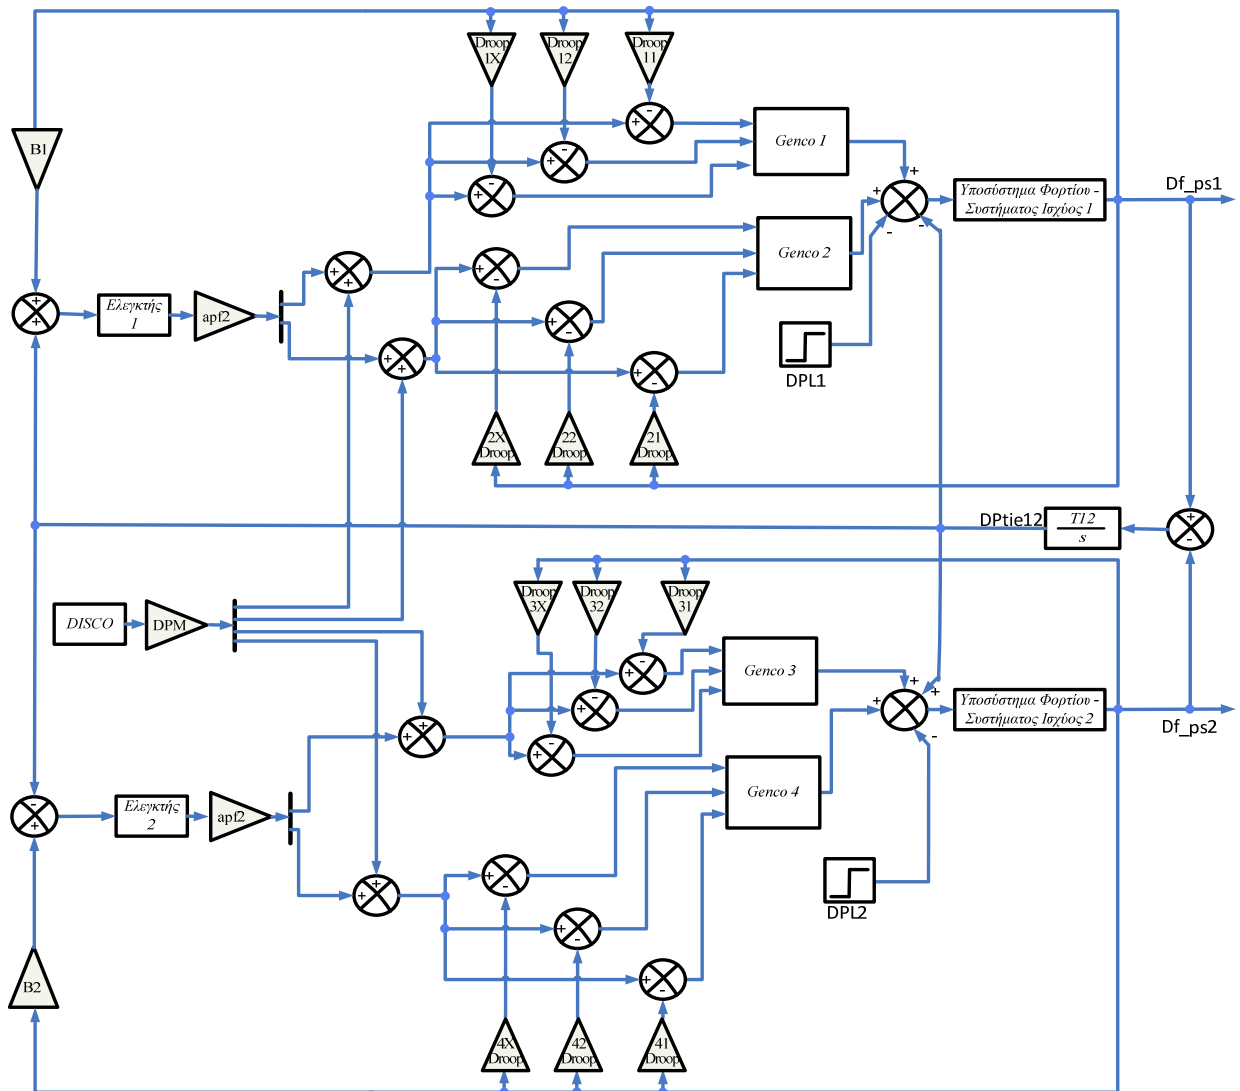 Droop
1X
Droop
12
Droop
11
B1
Genco 1
Υποσύστημα Φορτίου -
Συστήματος Ισχύος 1
Df_ps1
Genco 2
Ελεγκτής
1
apf2
DPL1
2X
Droop
22
Droop
21
Droop
DPtie12
T12
s
DISCO
DPM
Droop
3X
Droop
32
Droop
31
Genco 3
Υποσύστημα Φορτίου -
Συστήματος Ισχύος 2
Df_ps2
Genco 4
Ελεγκτής
2
apf2
DPL2
B2
4X
Droop
42
Droop
41
Droop